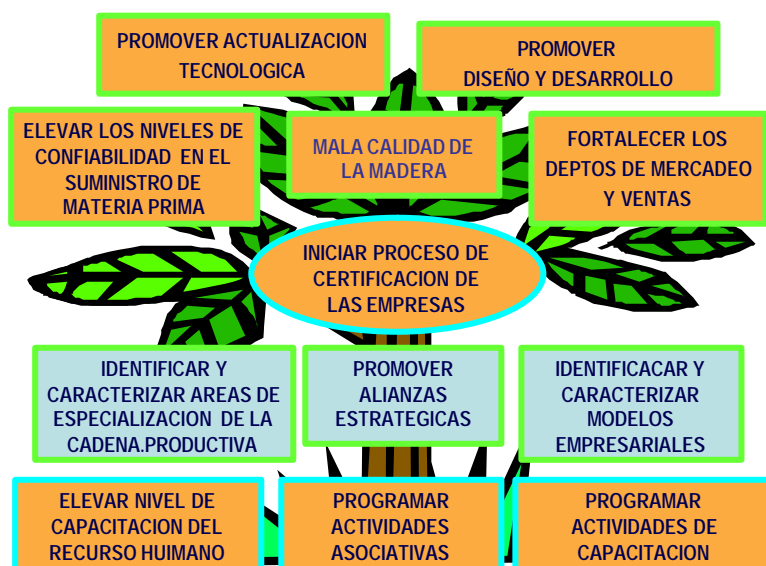 PROMOVER ACTUALIZACION
TECNOLOGICA
PROMOVER
DISEÑO Y DESARROLLO
ELEVAR LOS NIVELES DE
CONFIABILIDAD EN EL
SUMINISTRO DE
MATERIA PRIMA
MALA CALIDAD DE
LA MADERA
FORTALECER LOS
DEPTOS DE MERCADEO
Y VENTAS
INICIAR PROCESO DE
CERTIFICACION DE
LAS EMPRESAS
IDENTIFICAR Y
CARACTERIZAR AREAS DE
ESPECIALIZACION DE LA
CADENA.PRODUCTIVA
PROMOVER
ALIANZAS
ESTRATEGICAS
IDENTIFICACAR Y
CARACTERIZAR
MODELOS
EMPRESARIALES
ELEVAR NIVEL DE
CAPACITACION DEL
RECURSO HUIMANO
PROGRAMAR
ACTIVIDADES
ASOCIATIVAS
PROGRAMAR
ACTIVIDADES DE
CAPACITACION